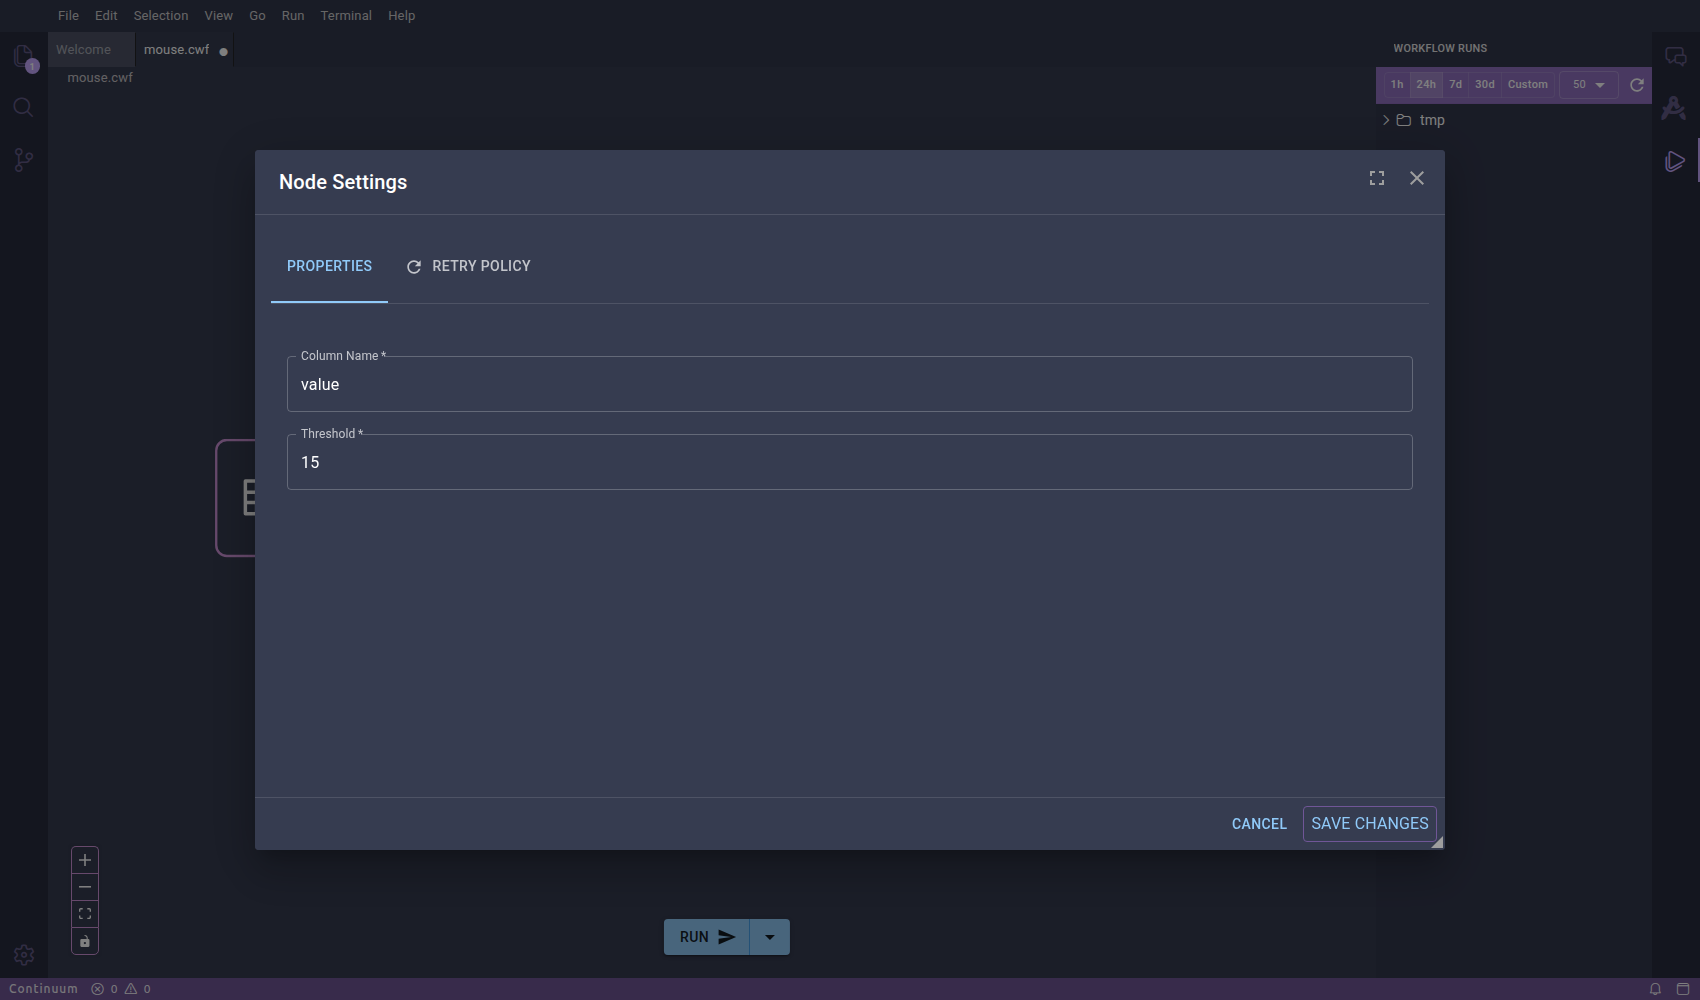 File Edit Selection View Go Run Terminal Help
Welcome mouse.cwf
WORKFLOW RUNS
1
mouse.cwf
1h 24h 7d 30d Custom 50
tmp
Node Settings
PROPERTIES RETRY POLICY
Column Name *
value
Threshold *
15
CANCEL SAVE CHANGES
RUN
Continuum 0 0